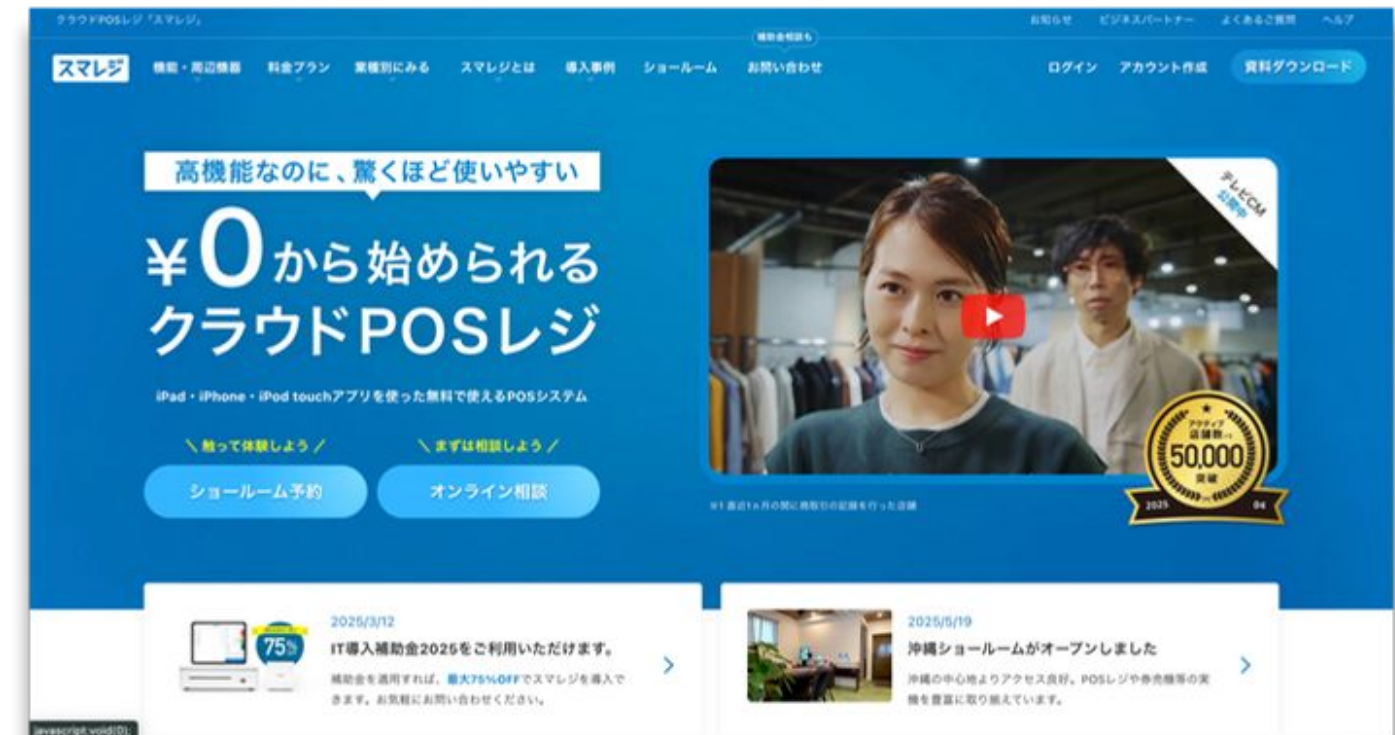 クラウドPOSレジ「スマレジ」
お知らせ ビジネスパートナー よくあるご質問 ヘルプ
補助金相談も
スマレジ 機能・周辺機器 料金プラン 業種別にみる スマレジとは 導入事例 ショールーム お問い合わせ ログイン アカウント作成 資料ダウンロード
高機能なのに、驚くほど使いやすい
¥0から始められる
クラウドPOSレジ
iPad・iPhone・iPod touchアプリを使った無料で使えるPOSシステム
\ 触って体験しよう / \ まずは相談しよう /
ショールーム予約 オンライン相談
テレビCM
公開中
アクティブ
店舗数
50,000
突破
2025 04
※1 直近1ヵ月の間に商取引の記録を行った店舗
75%
2025/3/12
IT導入補助金2025をご利用いただけます。
補助金を適用すれば、最大75%OFFでスマレジを導入で
きます。お気軽にお問い合わせください。
2025/5/19
沖縄ショールームがオープンしました
沖縄の中心地よりアクセス良好。POSレジや券売機等の実
機を豊富に取り揃えています。
javascript:void(0);